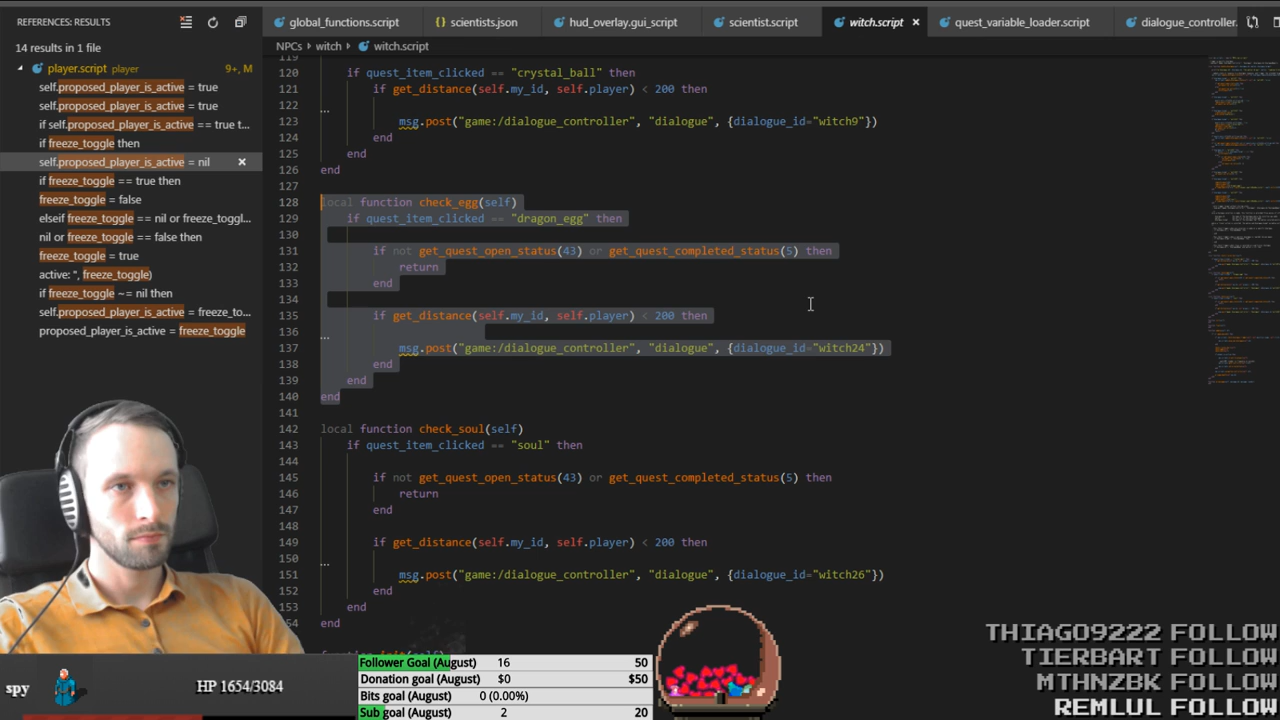 REFERENCES: RESULTS
14 results in 1 file
player.script player 9+, M
self.proposed_player_is_active = true
self.proposed_player_is_active = true
if self.proposed_player_is_active == true t...
if freeze_toggle then
self.proposed_player_is_active = nil
if freeze_toggle == true then
freeze_toggle = false
elseif freeze_toggle == nil or freeze_toggl...
nil or freeze_toggle == false then
freeze_toggle = true
active: ", freeze_toggle)
if freeze_toggle ~= nil then
self.proposed_player_is_active = freeze_to...
proposed_player_is_active = freeze_toggle
global_functions.script scientists.json hud_overlay.gui_script scientist.script witch.script quest_variable_loader.script dialogue_controller.
NPCs witch witch.script
119
120 if quest_item_clicked == "crystal_ball" then
121 if get_distance(self.my_id, self.player) < 200 then
122
123 msg.post("game:/dialogue_controller", "dialogue", {dialogue_id="witch9"})
124 end
125 end
126 end
127
128 local function check_egg(self)
129 if quest_item_clicked == "dragon_egg" then
130
131 if not get_quest_open_status(43) or get_quest_completed_status(5) then
132 return
133 end
134
135 if get_distance(self.my_id, self.player) < 200 then
136
137 msg.post("game:/dialogue_controller", "dialogue", {dialogue_id="witch24"})
138 end
139 end
140 end
141
142 local function check_soul(self)
143 if quest_item_clicked == "soul" then
144
145 if not get_quest_open_status(43) or get_quest_completed_status(5) then
146 return
147 end
148
149 if get_distance(self.my_id, self.player) < 200 then
150
151 msg.post("game:/dialogue_controller", "dialogue", {dialogue_id="witch26"})
152 end
153 end
154 end
function init(self)
THIAGO9222 FOLLOW
TIERBART FOLLOW
MTHNZBK FOLLOW
REMLUL FOLLOW
spy HP 1654/3084
Follower Goal (August) 16 50
Donation goal (August) $0 $50
Bits goal (August) 0 (0.00%)
Sub goal (August) 2 20